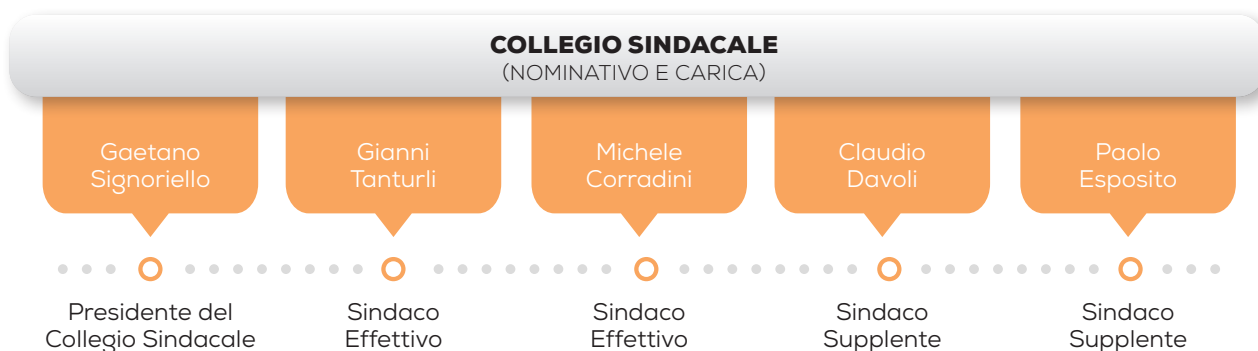 COLLEGIO SINDACALE
(NOMINATIVO E CARICA)
Gaetano
Signoriello
Gianni
Tanturli
Michele
Corradini
Claudio
Davoli
Paolo
Esposito
Presidente del
Collegio Sindacale
Sindaco
Effettivo
Sindaco
Effettivo
Sindaco
Supplente
Sindaco
Supplente